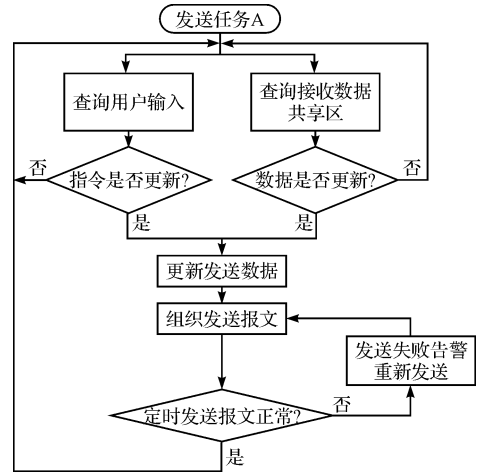 发送任务A
查询用户输入
查询接收数据
共享区
否
指令是否更新?
数据是否更新?
否
是
是
更新发送数据
组织发送报文
发送失败告警
重新发送
定时发送报文正常?
否
是